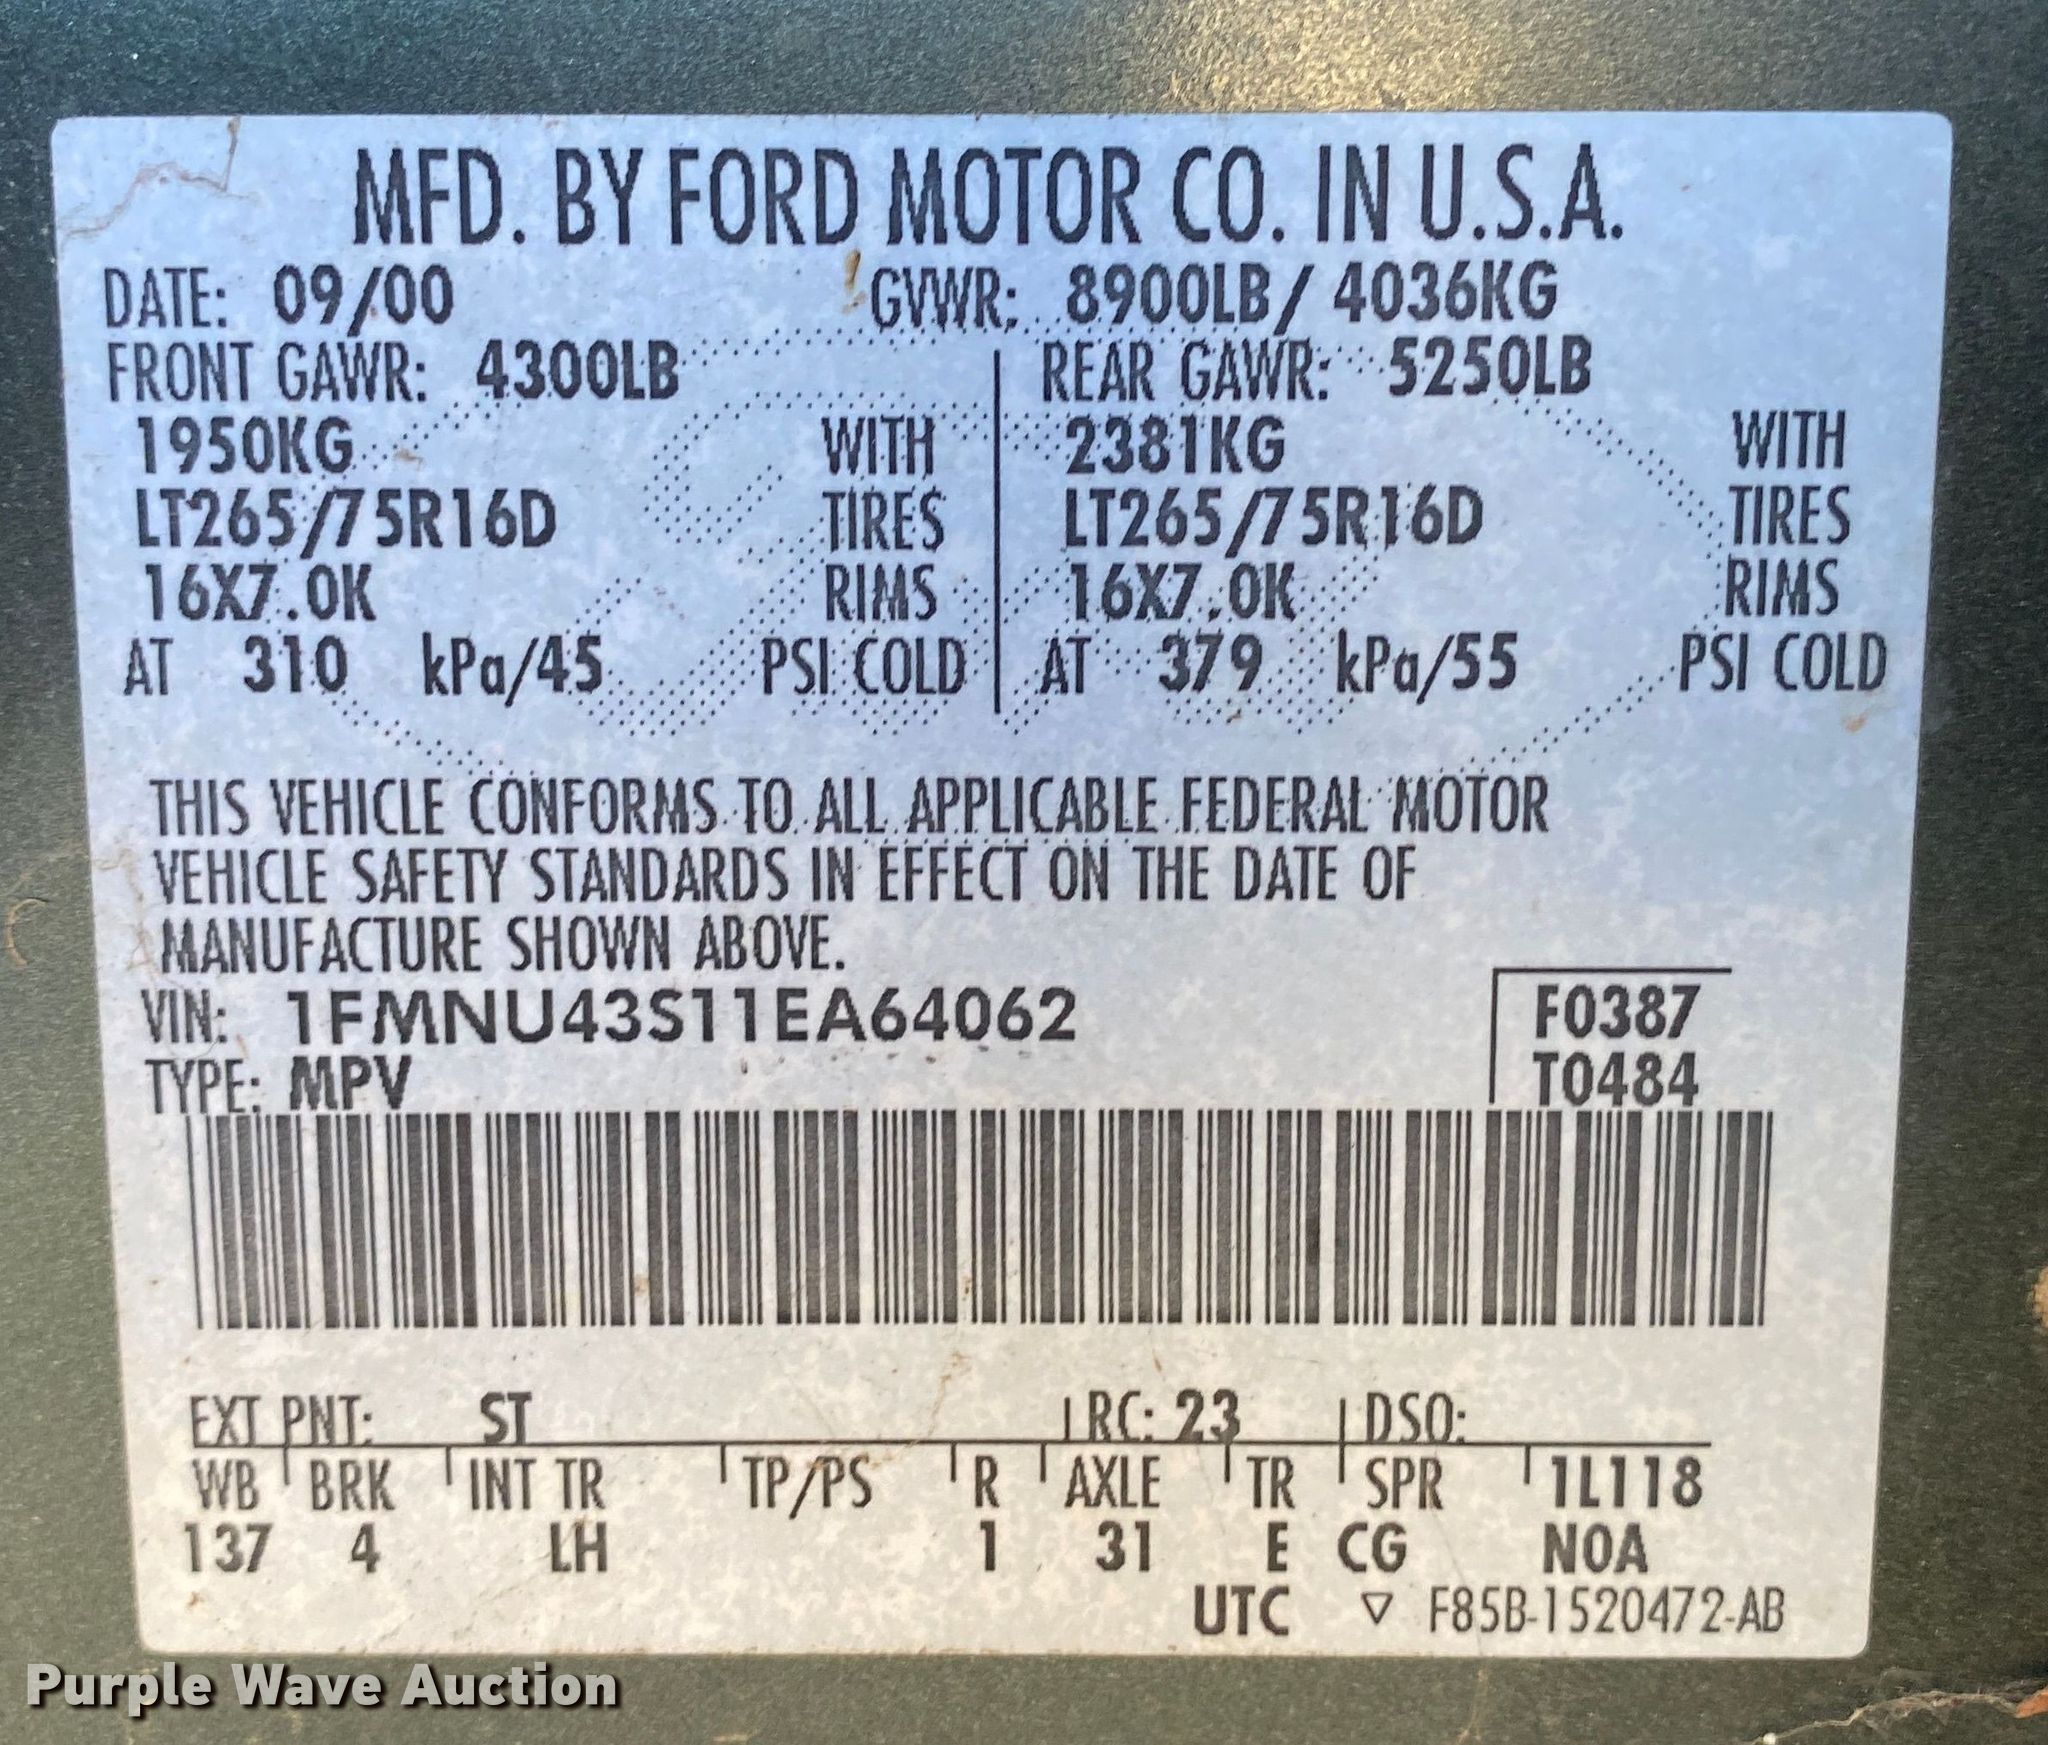 MFD. BY FORD MOTOR CO. IN U.S.A.
DATE: 09/00 GVWR: 8900LB/ 4036KG
FRONT GAWR: 4300LB REAR GAWR: 5250LB
1950KG WITH 2381KG WITH
LT265/75R16D TIRES LT265/75R16D TIRES
16X7.0K RIMS 16X7.0K RIMS
AT 310 kPa/45 PSI COLD AT 379 kPa/55 PSI COLD
THIS VEHICLE CONFORMS TO ALL APPLICABLE FEDERAL MOTOR
VEHICLE SAFETY STANDARDS IN EFFECT ON THE DATE OF
MANUFACTURE SHOWN ABOVE.
VIN: 1FMNU43S11EA64062 F0387
TYPE: MPV T0484
EXT PNT: ST RC: 23 DSO:
WB BRK INT TR TP/PS R AXLE TR SPR 1L118
137 4 LH 1 31 E CG NOA
UTC ▽ F85B-1520472-AB
Purple Wave Auction